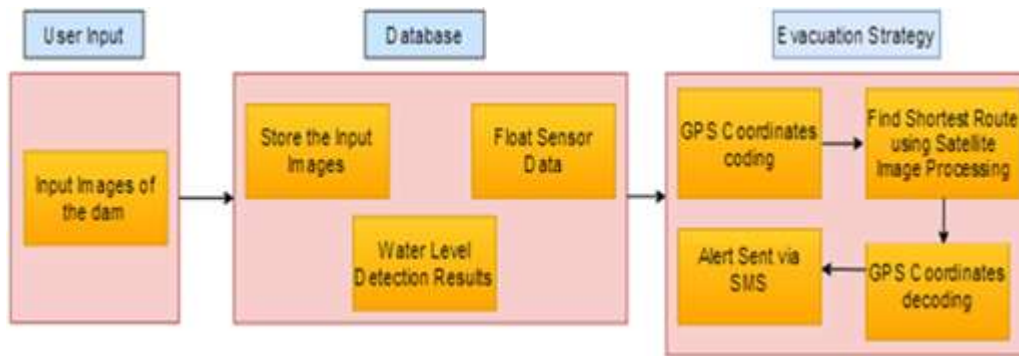 User Input
Database
Evacuation Strategy
Input Images of
the dam
Store the Input
Images
Float Sensor
Data
Water Level
Detection Results
GPS Coordinates
coding
Find Shortest Route
using Satellite
Image Processing
GPS Coordinates
decoding
Alert Sent via
SMS